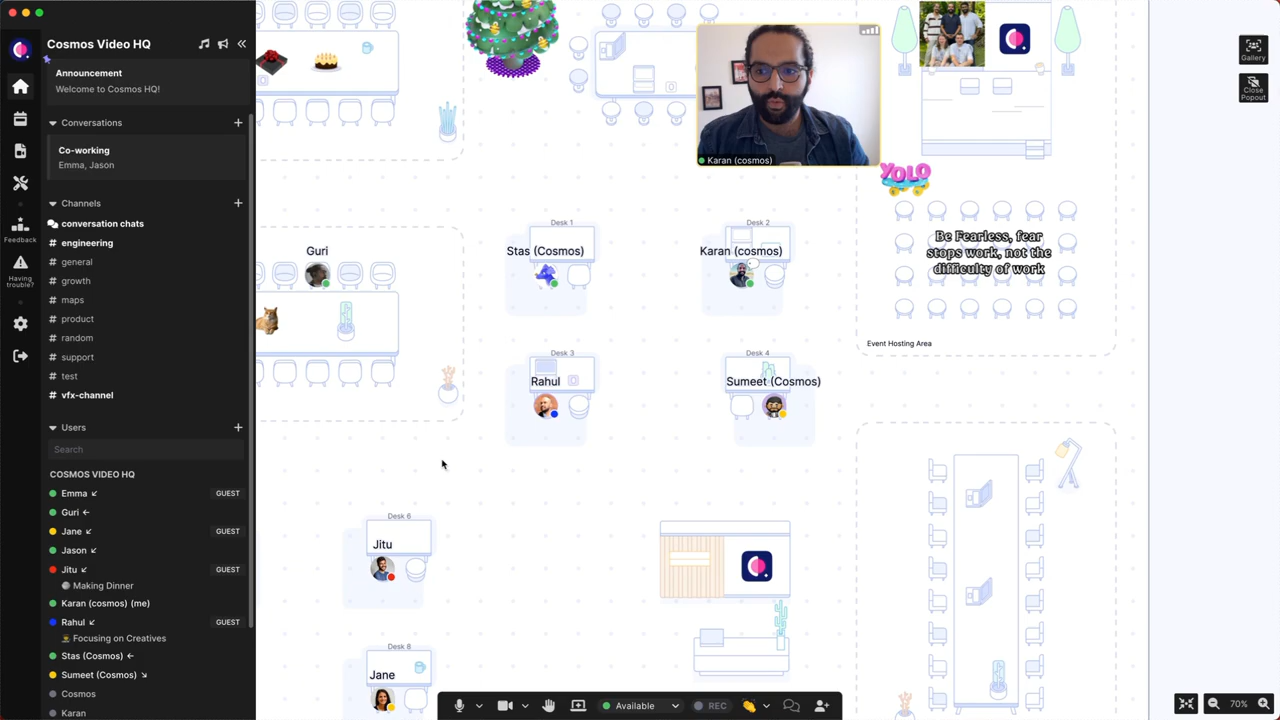 Cosmos Video HQ
Announcement
Welcome to Cosmos HQ!
Conversations
Co-working
Emma, Jason
Channels
conversation chats
# engineering
# general
# growth
# maps
# product
# random
# support
# test
# vfx-channel
Users
Search
COSMOS VIDEO HQ
Emma ↙ GUEST
Guri ←
Jane ↙ GUEST
Jason ↙
Jitu ↙ GUEST
Making Dinner
Karan (cosmos) (me)
Rahul ↙ GUEST
Focusing on Creatives
Stas (Cosmos) ←
Sumeet (Cosmos) ↘
Cosmos
Karan
Feedback
Having
trouble?
Karan (cosmos)
YOLO
Be Fearless, fear
stops work, not the
difficulty of work
Event Hosting Area
Guri
Desk 1
Stas (Cosmos)
Desk 2
Karan (cosmos)
Desk 3
Rahul
Desk 4
Sumeet (Cosmos)
Desk 6
Jitu
Desk 8
Jane
Available
REC
Gallery
Close
Popout
70%